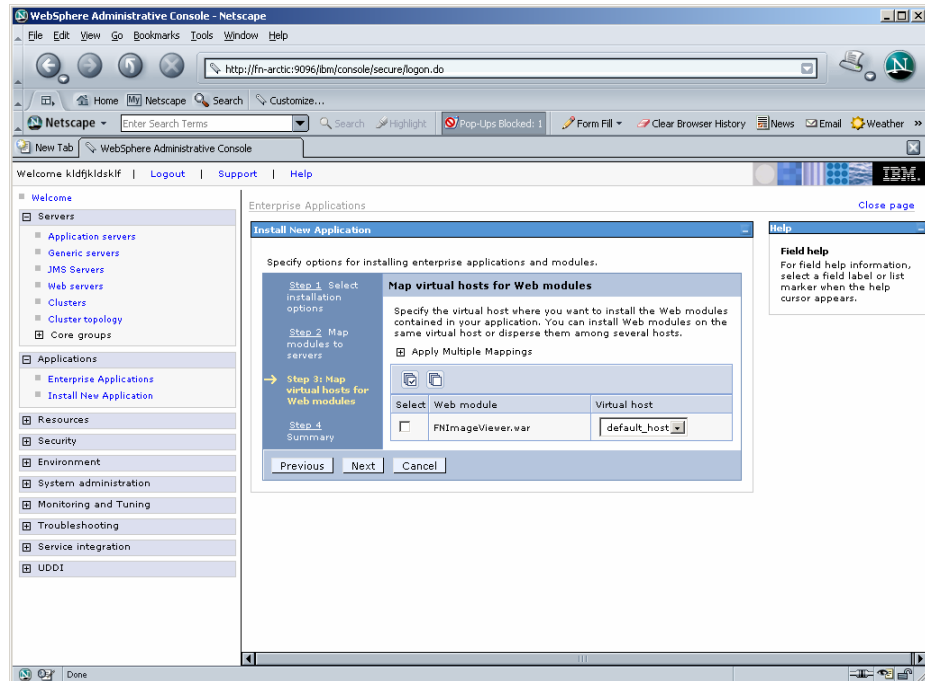 WebSphere Administrative Console - Netscape
File Edit View Go Bookmarks Tools Window Help
http://fn-arctic:9096/ibm/console/secure/logon.do
Home My Netscape Search Customize...
Netscape Enter Search Terms Search Highlight Pop-Ups Blocked: 1 Form Fill Clear Browser History News Email Weather »
New Tab WebSphere Administrative Console
Welcome kldfjkldsklf | Logout | Support | Help
IBM.
Welcome
Servers
Application servers
Generic servers
JMS Servers
Web servers
Clusters
Cluster topology
Core groups
Applications
Enterprise Applications
Install New Application
Resources
Security
Environment
System administration
Monitoring and Tuning
Troubleshooting
Service integration
UDDI
Enterprise Applications
Close page
Install New Application
Specify options for installing enterprise applications and modules.
Step 1 Select
installation
options
Step 2 Map
modules to
servers
Step 3: Map
virtual hosts for
Web modules
Step 4
Summary
Map virtual hosts for Web modules
Specify the virtual host where you want to install the Web modules
contained in your application. You can install Web modules on the
same virtual host or disperse them among several hosts.
Apply Multiple Mappings
Select Web module Virtual host
FNImageViewer.war default_host
Previous Next Cancel
Help
Field help
For field help information,
select a field label or list
marker when the help
cursor appears.
Done